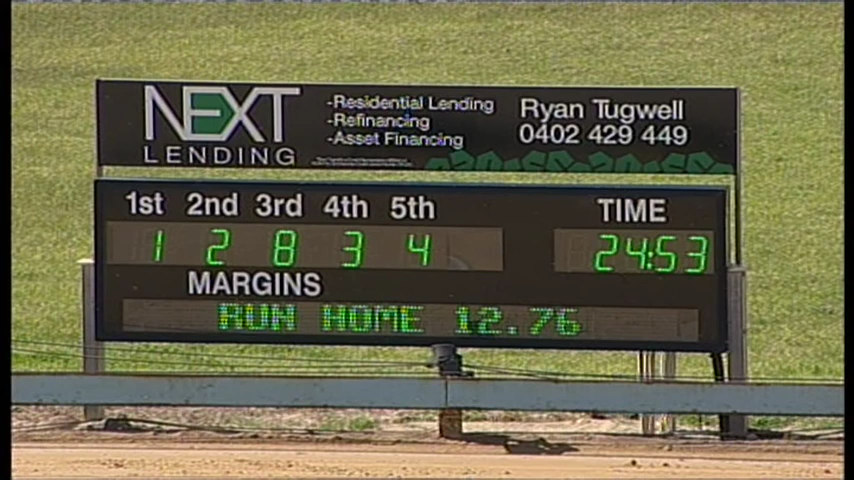 NEXT
LENDING
-Residential Lending
-Refinancing
-Asset Financing
Ryan Tugwell
0402 429 449
1st 2nd 3rd 4th 5th TIME
1 2 8 3 4 24:53
MARGINS
RUN HOME 12.76